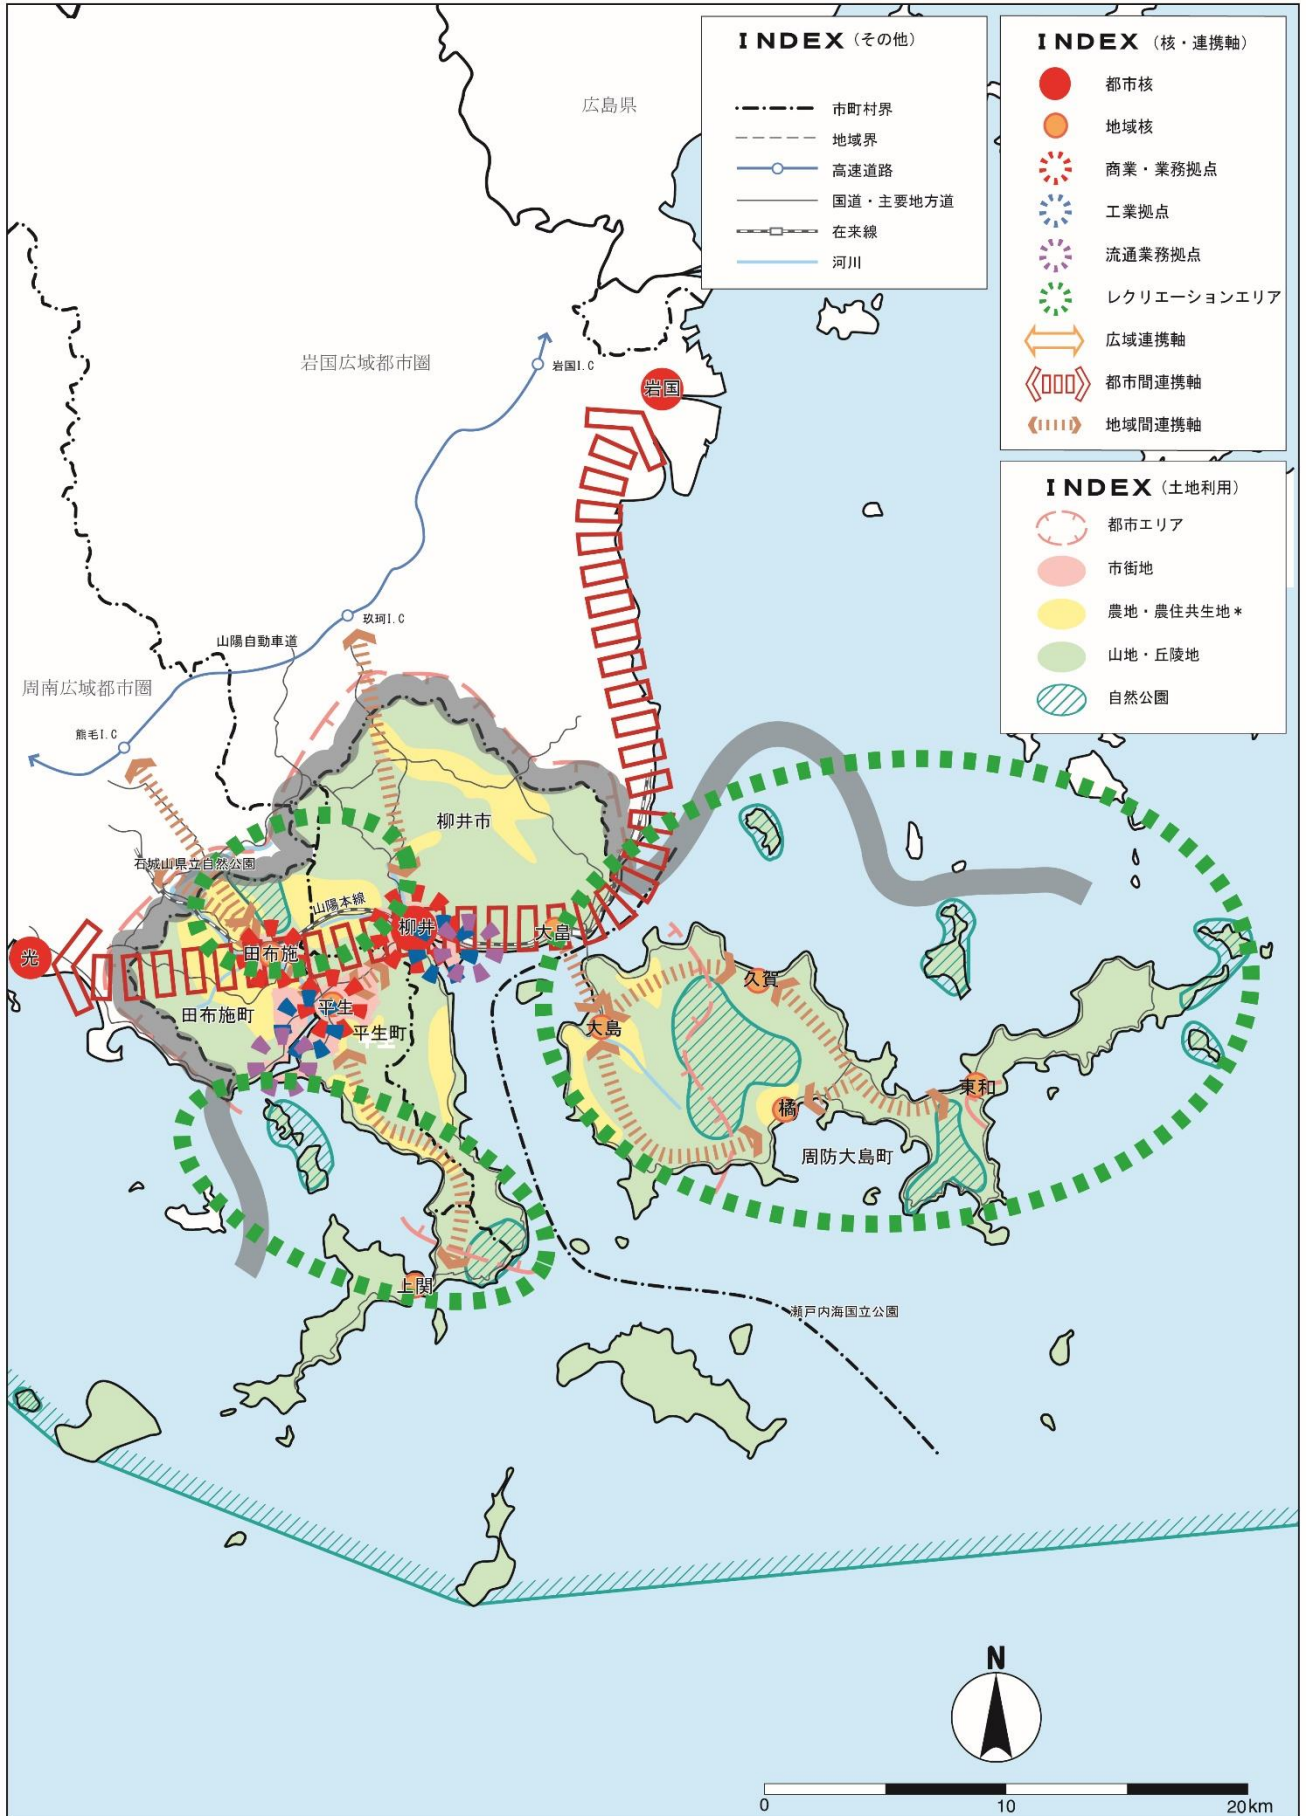 INDEX (その他)
市町村界
地域界
高速道路
国道・主要地方道
在来線
河川
INDEX (核・連携軸)
都市核
地域核
商業・業務拠点
工業拠点
流通業務拠点
レクリエーションエリア
広域連携軸
都市間連携軸
地域間連携軸
INDEX (土地利用)
都市エリア
市街地
農地・農住共生地*
山地・丘陵地
自然公園
広島県
岩国広域都市圏
岩国I.C
岩国
玖珂I.C
山陽自動車道
周南広域都市圏
熊毛I.C
柳井市
石城山県立自然公園
山陽本線
柳井
大畠
光
田布施
久賀
田布施町
平生
平生町
大島
東和
橘
周防大島町
上関
瀬戸内海国立公園
N
0 10 20km